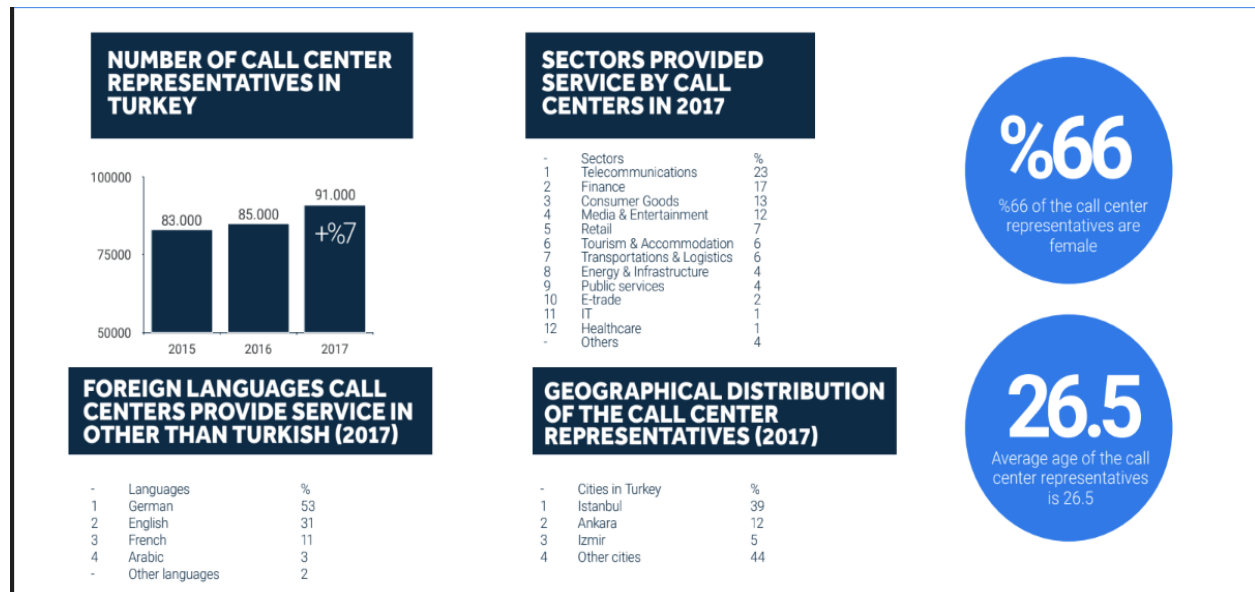 NUMBER OF CALL CENTER
REPRESENTATIVES IN
TURKEY
100000
75000
50000
83.000
85.000
91.000
+%7
2015
2016
2017
SECTORS PROVIDED
SERVICE BY CALL
CENTERS IN 2017
- Sectors %
1 Telecommunications 23
2 Finance 17
3 Consumer Goods 13
4 Media & Entertainment 12
5 Retail 7
6 Tourism & Accommodation 6
7 Transportations & Logistics 6
8 Energy & Infrastructure 4
9 Public services 4
10 E-trade 2
11 IT 1
12 Healthcare 1
- Others 4
%66
%66 of the call center
representatives are
female
FOREIGN LANGUAGES CALL
CENTERS PROVIDE SERVICE IN
OTHER THAN TURKISH (2017)
- Languages %
1 German 53
2 English 31
3 French 11
4 Arabic 3
- Other languages 2
GEOGRAPHICAL DISTRIBUTION
OF THE CALL CENTER
REPRESENTATIVES (2017)
- Cities in Turkey %
1 Istanbul 39
2 Ankara 12
3 Izmir 5
4 Other cities 44
26.5
Average age of the call
center representatives
is 26.5